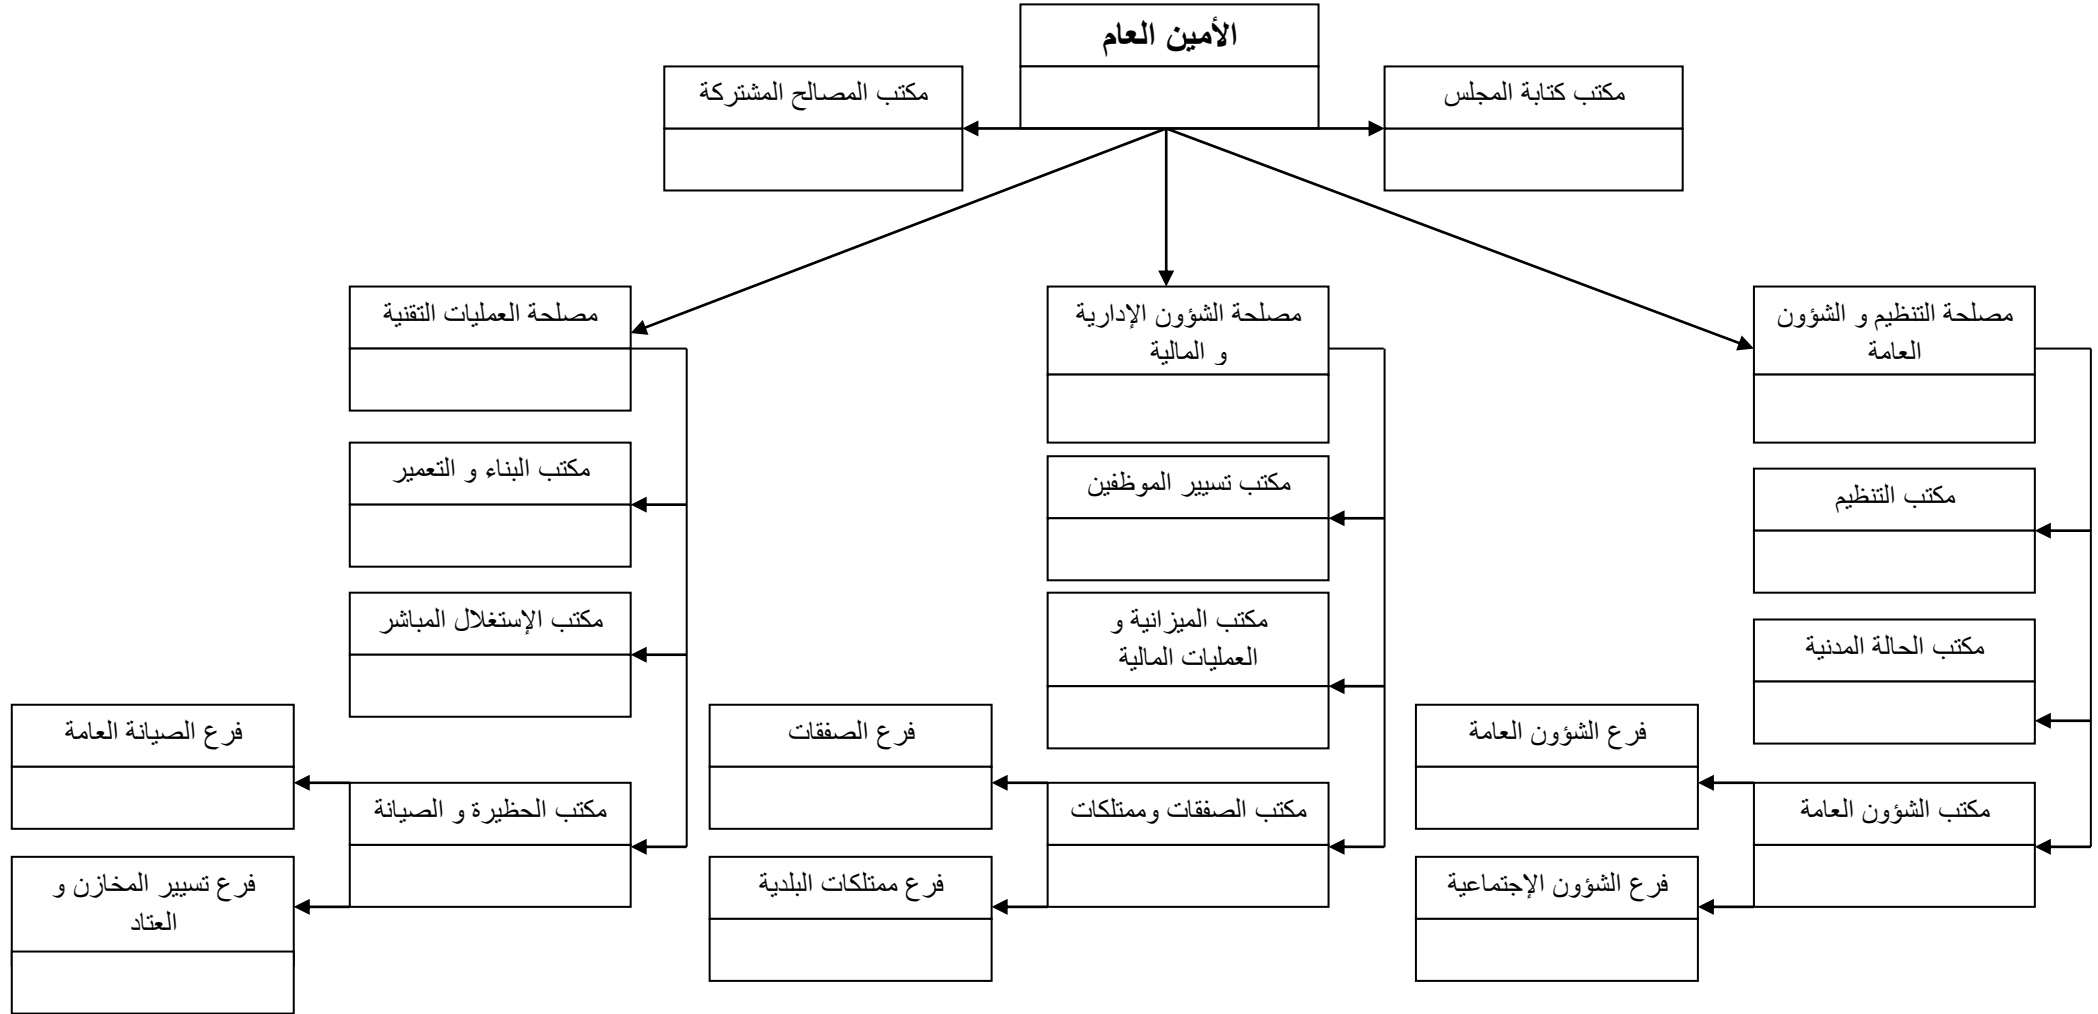 الأمين العام
مكتب كتابة المجلس
مكتب المصالح المشتركة
مصلحة التنظيم و الشؤون
العامة
مصلحة الشؤون الإدارية
و المالية
مصلحة العمليات التقنية
مكتب التنظيم
مكتب تسيير الموظفين
مكتب البناء و التعمير
مكتب الحالة المدنية
مكتب الميزانية و
العمليات المالية
مكتب الإستغلال المباشر
فرع الشؤون العامة
فرع الصفقات
فرع الصيانة العامة
مكتب الشؤون العامة
مكتب الصفقات وممتلكات
مكتب الحظيرة و الصيانة
فرع الشؤون الإجتماعية
فرع ممتلكات البلدية
فرع تسيير المخازن و
العتاد